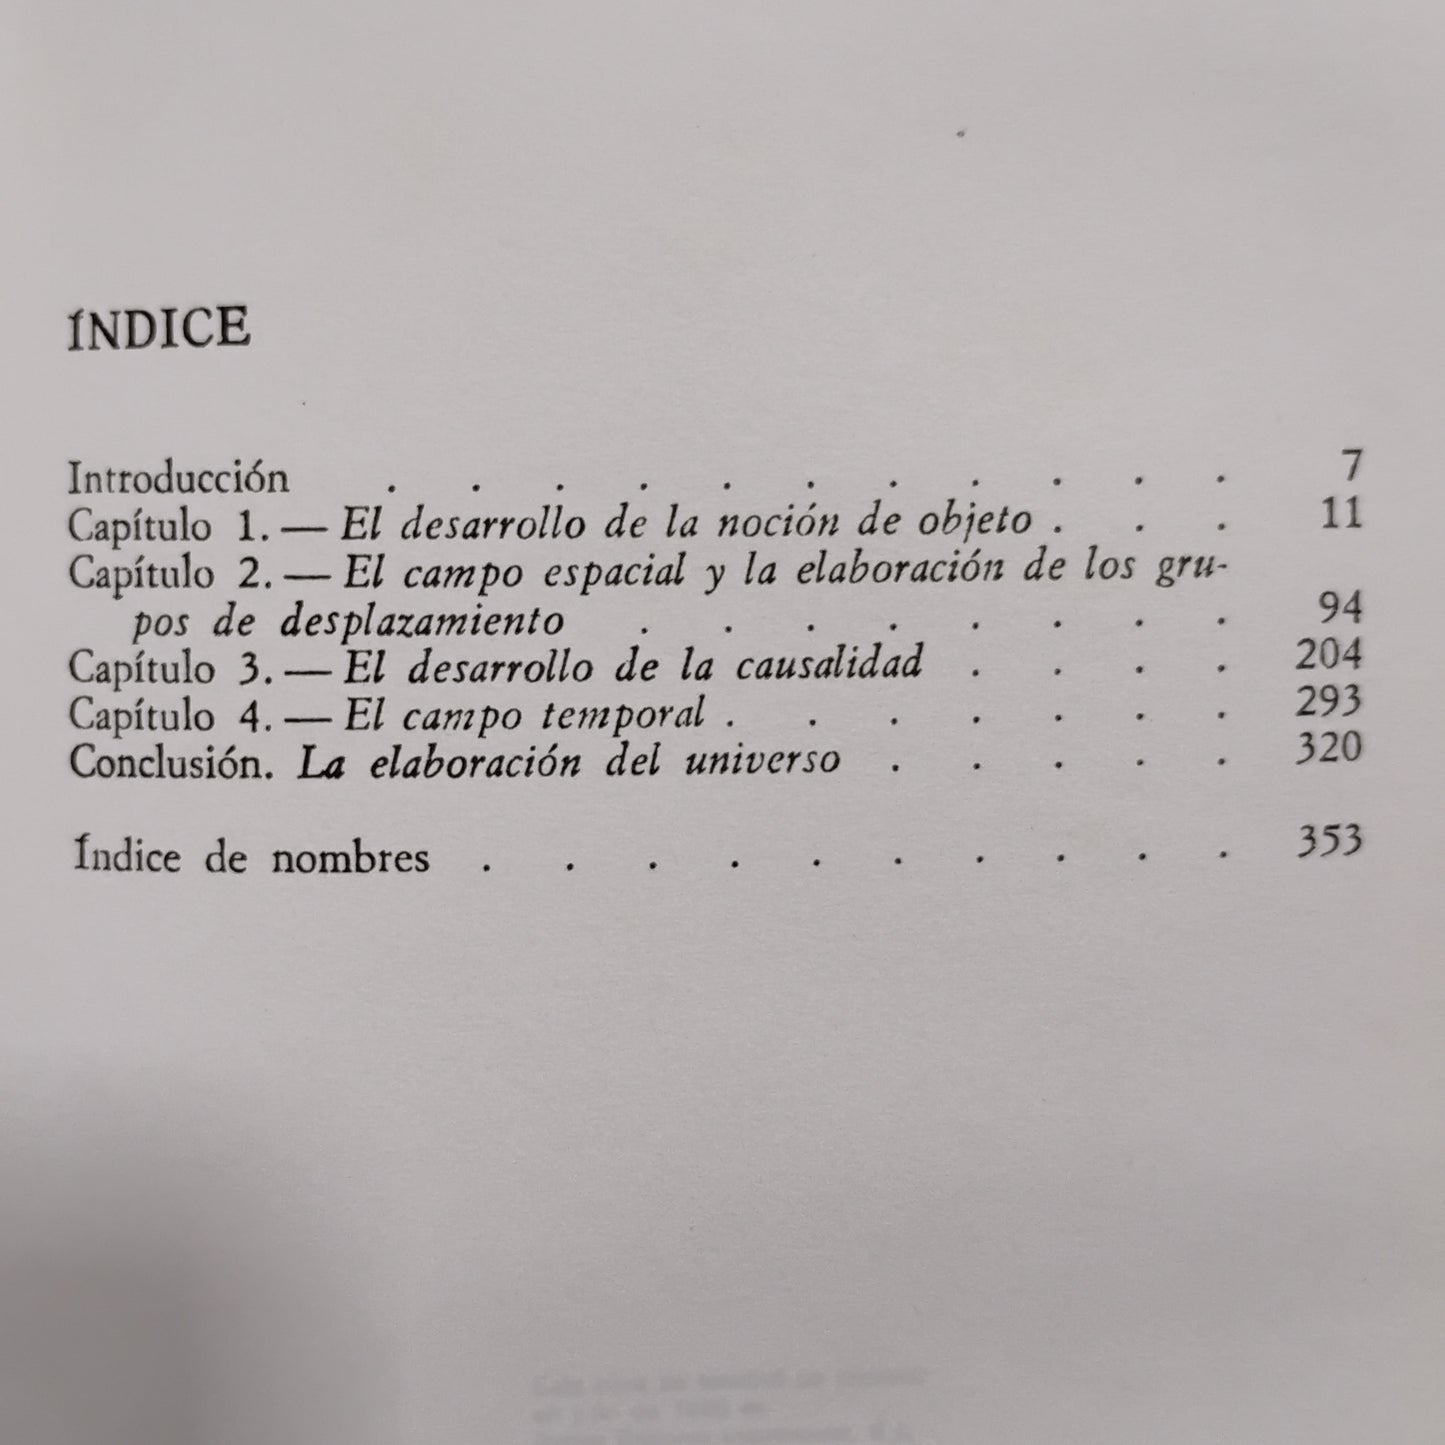 ÍNDICE
Introducción . . . . . . . . . . . 7
Capítulo 1. — El desarrollo de la noción de objeto . . . 11
Capítulo 2. — El campo espacial y la elaboración de los gru-
pos de desplazamiento . . . . . . . . 94
Capítulo 3. — El desarrollo de la causalidad . . . . 204
Capítulo 4. — El campo temporal . . . . . . . 293
Conclusión. La elaboración del universo . . . . . 320
Índice de nombres . . . . . . . . . . 353